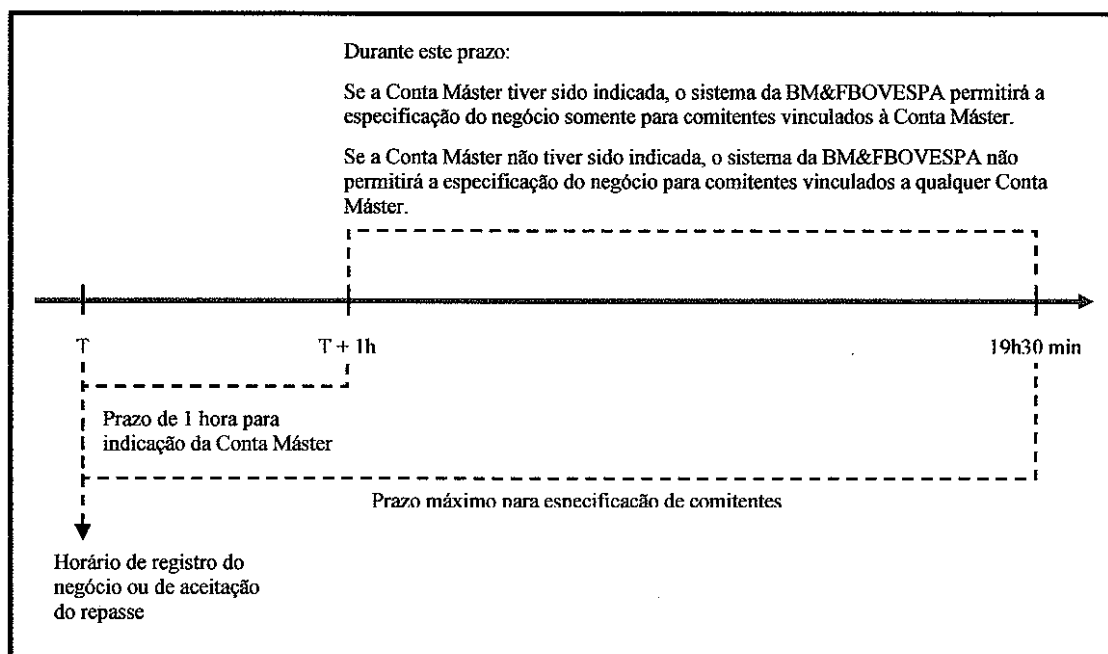 Durante este prazo:
Se a Conta Máster tiver sido indicada, o sistema da BM&FBOVESPA permitirá a
especificação do negócio somente para comitentes vinculados à Conta Máster.
Se a Conta Máster não tiver sido indicada, o sistema da BM&FBOVESPA não
permitirá a especificação do negócio para comitentes vinculados a qualquer Conta
Máster.
T
T + 1h
19h30 min
Prazo de 1 hora para
indicação da Conta Máster
Prazo máximo para especificação de comitentes
Horário de registro do
negócio ou de aceitação
do repasse